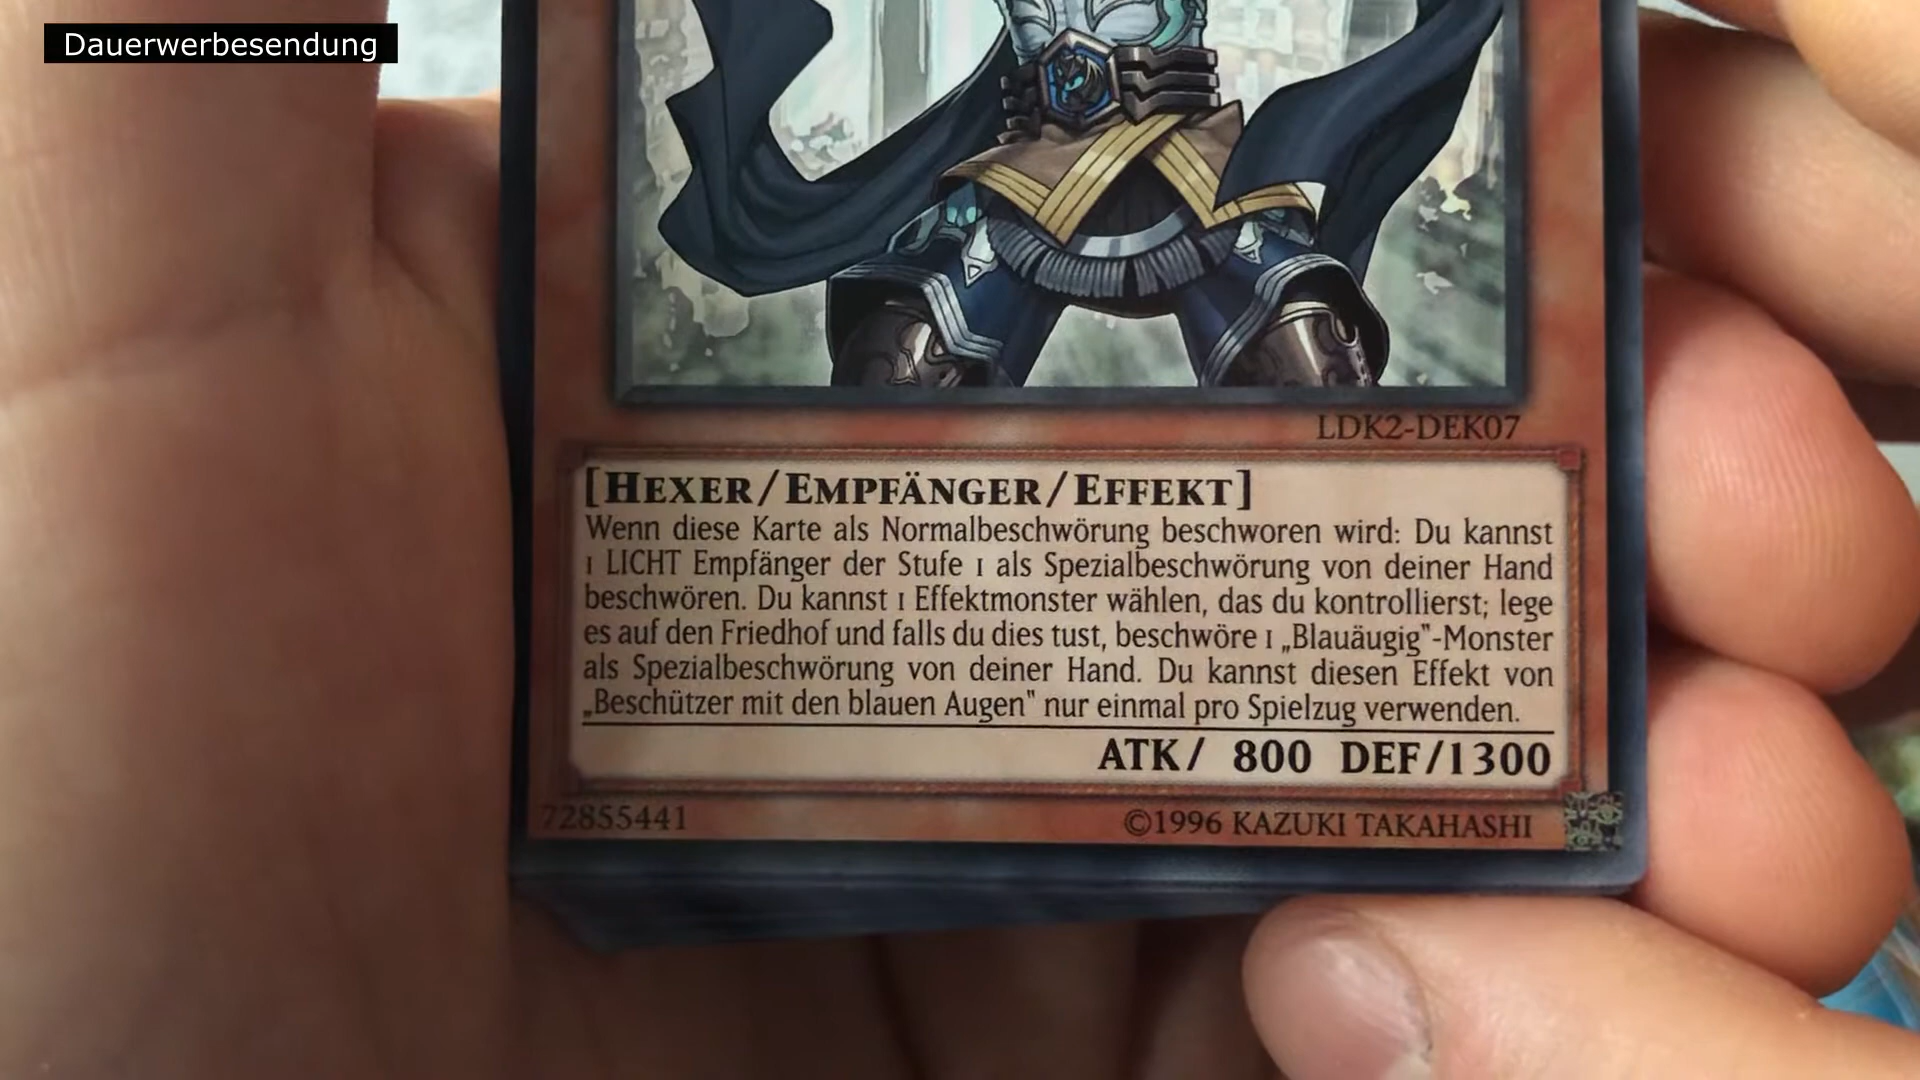 Dauerwerbesendung
LDK2-DEK07
[HEXER/EMPFÄNGER/EFFEKT]
Wenn diese Karte als Normalbeschwörung beschworen wird: Du kannst
1 LICHT Empfänger der Stufe 1 als Spezialbeschwörung von deiner Hand
beschwören. Du kannst 1 Effektmonster wählen, das du kontrollierst; lege
es auf den Friedhof und falls du dies tust, beschwöre 1 „Blauäugig"-Monster
als Spezialbeschwörung von deiner Hand. Du kannst diesen Effekt von
„Beschützer mit den blauen Augen" nur einmal pro Spielzug verwenden.
ATK/ 800 DEF/1300
72855441 ©1996 KAZUKI TAKAHASHI